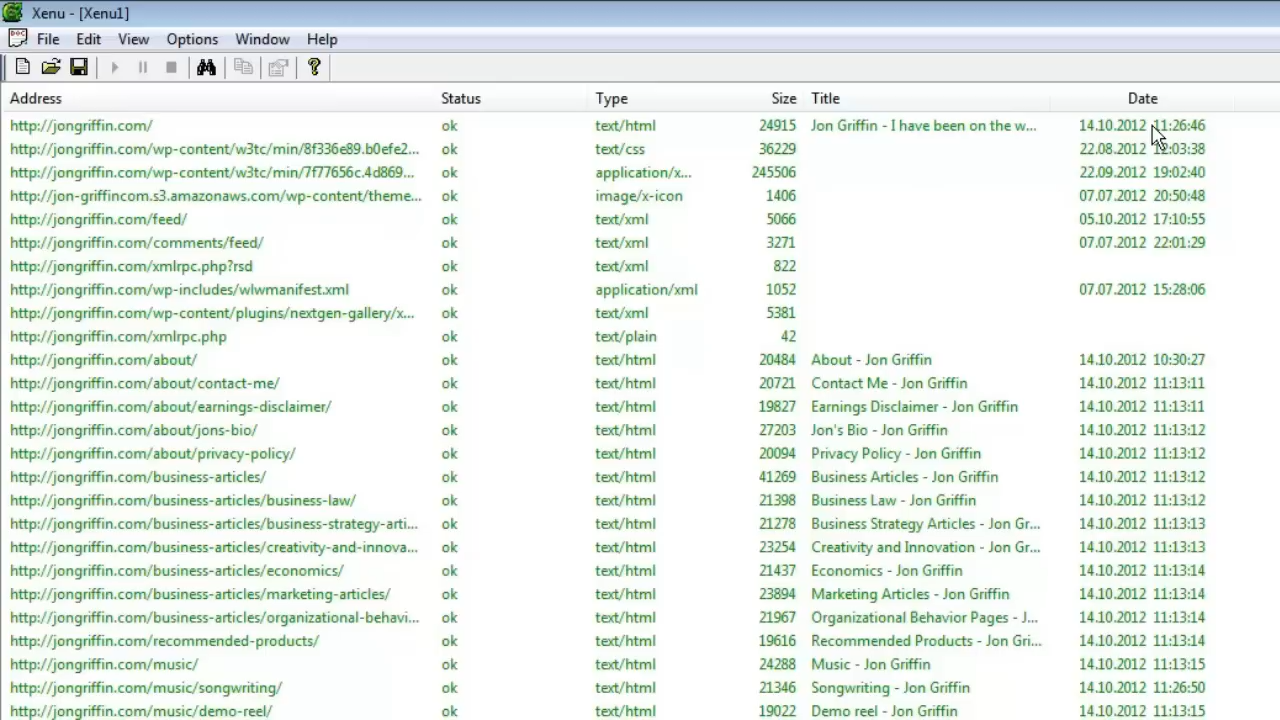 Xenu - [Xenu1]
File Edit View Options Window Help
Address Status Type Size Title Date
http://jongriffin.com/ ok text/html 24915 Jon Griffin - I have been on the w... 14.10.2012 11:26:46
http://jongriffin.com/wp-content/w3tc/min/8f336e89.b0efe2... ok text/css 36229 22.08.2012 :03:38
http://jongriffin.com/wp-content/w3tc/min/7f77656c.4d869... ok application/x... 245506 22.09.2012 19:02:40
http://jon-griffincom.s3.amazonaws.com/wp-content/theme... ok image/x-icon 1406 07.07.2012 20:50:48
http://jongriffin.com/feed/ ok text/xml 5066 05.10.2012 17:10:55
http://jongriffin.com/comments/feed/ ok text/xml 3271 07.07.2012 22:01:29
http://jongriffin.com/xmlrpc.php?rsd ok text/xml 822
http://jongriffin.com/wp-includes/wlwmanifest.xml ok application/xml 1052 07.07.2012 15:28:06
http://jongriffin.com/wp-content/plugins/nextgen-gallery/x... ok text/xml 5381
http://jongriffin.com/xmlrpc.php ok text/plain 42
http://jongriffin.com/about/ ok text/html 20484 About - Jon Griffin 14.10.2012 10:30:27
http://jongriffin.com/about/contact-me/ ok text/html 20721 Contact Me - Jon Griffin 14.10.2012 11:13:11
http://jongriffin.com/about/earnings-disclaimer/ ok text/html 19827 Earnings Disclaimer - Jon Griffin 14.10.2012 11:13:11
http://jongriffin.com/about/jons-bio/ ok text/html 27203 Jon's Bio - Jon Griffin 14.10.2012 11:13:12
http://jongriffin.com/about/privacy-policy/ ok text/html 20094 Privacy Policy - Jon Griffin 14.10.2012 11:13:12
http://jongriffin.com/business-articles/ ok text/html 41269 Business Articles - Jon Griffin 14.10.2012 11:13:12
http://jongriffin.com/business-articles/business-law/ ok text/html 21398 Business Law - Jon Griffin 14.10.2012 11:13:12
http://jongriffin.com/business-articles/business-strategy-arti... ok text/html 21278 Business Strategy Articles - Jon Gr... 14.10.2012 11:13:13
http://jongriffin.com/business-articles/creativity-and-innova... ok text/html 23254 Creativity and Innovation - Jon Gr... 14.10.2012 11:13:13
http://jongriffin.com/business-articles/economics/ ok text/html 21437 Economics - Jon Griffin 14.10.2012 11:13:14
http://jongriffin.com/business-articles/marketing-articles/ ok text/html 23894 Marketing Articles - Jon Griffin 14.10.2012 11:13:14
http://jongriffin.com/business-articles/organizational-behavi... ok text/html 21967 Organizational Behavior Pages - J... 14.10.2012 11:13:14
http://jongriffin.com/recommended-products/ ok text/html 19616 Recommended Products - Jon Gri... 14.10.2012 11:13:14
http://jongriffin.com/music/ ok text/html 24288 Music - Jon Griffin 14.10.2012 11:13:15
http://jongriffin.com/music/songwriting/ ok text/html 21346 Songwriting - Jon Griffin 14.10.2012 11:26:50
http://jongriffin.com/music/demo-reel/ ok text/html 19022 Demo reel - Jon Griffin 14.10.2012 11:13:15